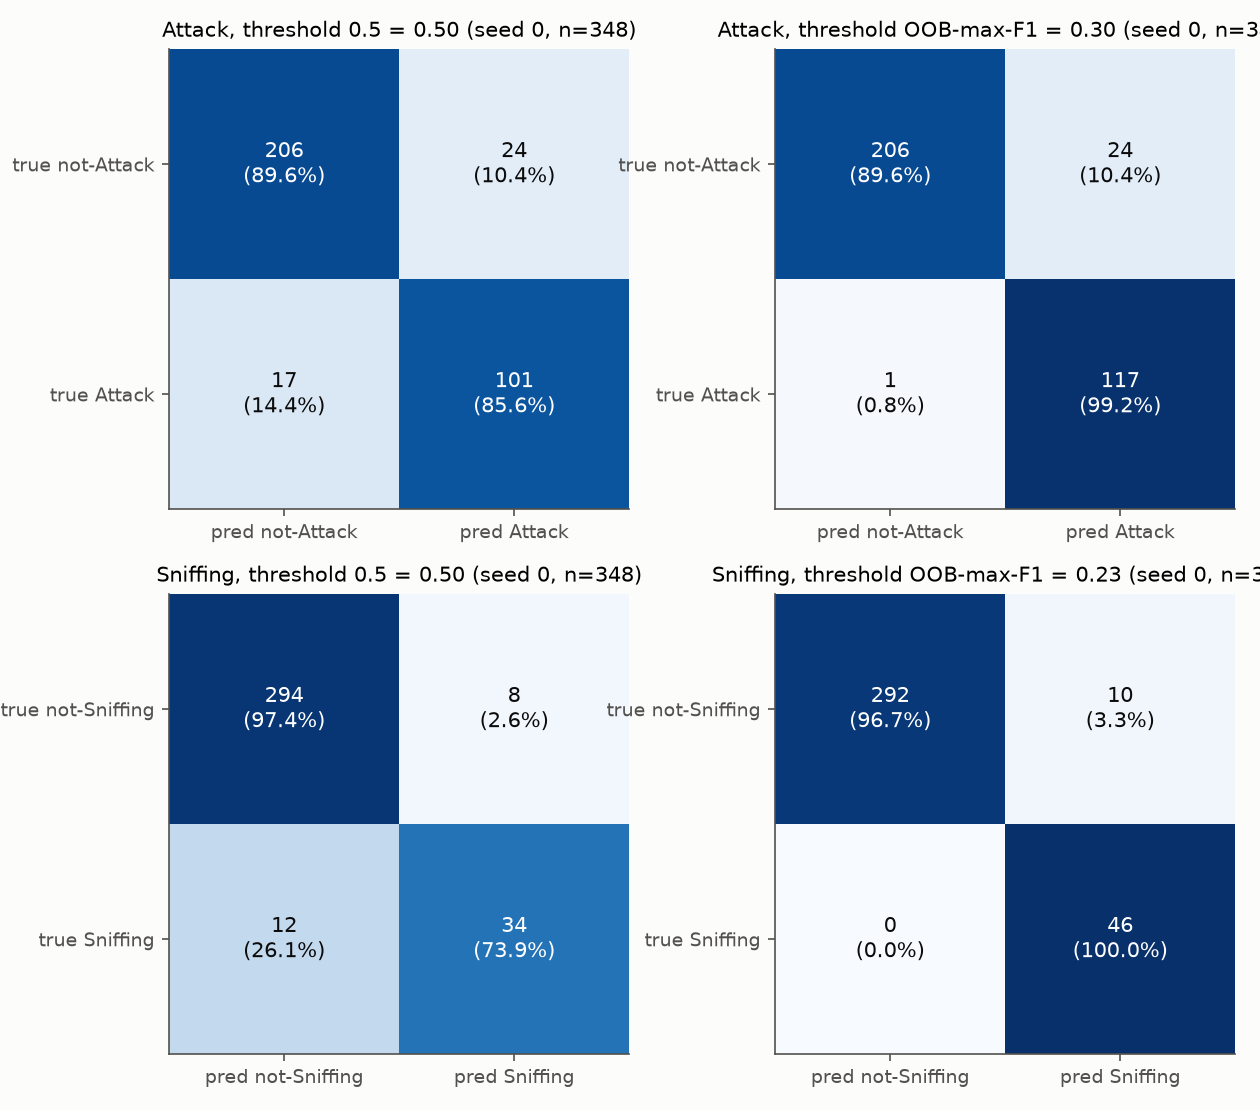 Attack, threshold 0.5 = 0.50 (seed 0, n=348)
true not-Attack
206
(89.6%)
24
(10.4%)
true Attack
17
(14.4%)
101
(85.6%)
pred not-Attack
pred Attack
Attack, threshold OOB-max-F1 = 0.30 (seed 0, n=3
true not-Attack
206
(89.6%)
24
(10.4%)
true Attack
1
(0.8%)
117
(99.2%)
pred not-Attack
pred Attack
Sniffing, threshold 0.5 = 0.50 (seed 0, n=348)
true not-Sniffing
294
(97.4%)
8
(2.6%)
true Sniffing
12
(26.1%)
34
(73.9%)
pred not-Sniffing
pred Sniffing
Sniffing, threshold OOB-max-F1 = 0.23 (seed 0, n=3
true not-Sniffing
292
(96.7%)
10
(3.3%)
true Sniffing
0
(0.0%)
46
(100.0%)
pred not-Sniffing
pred Sniffing